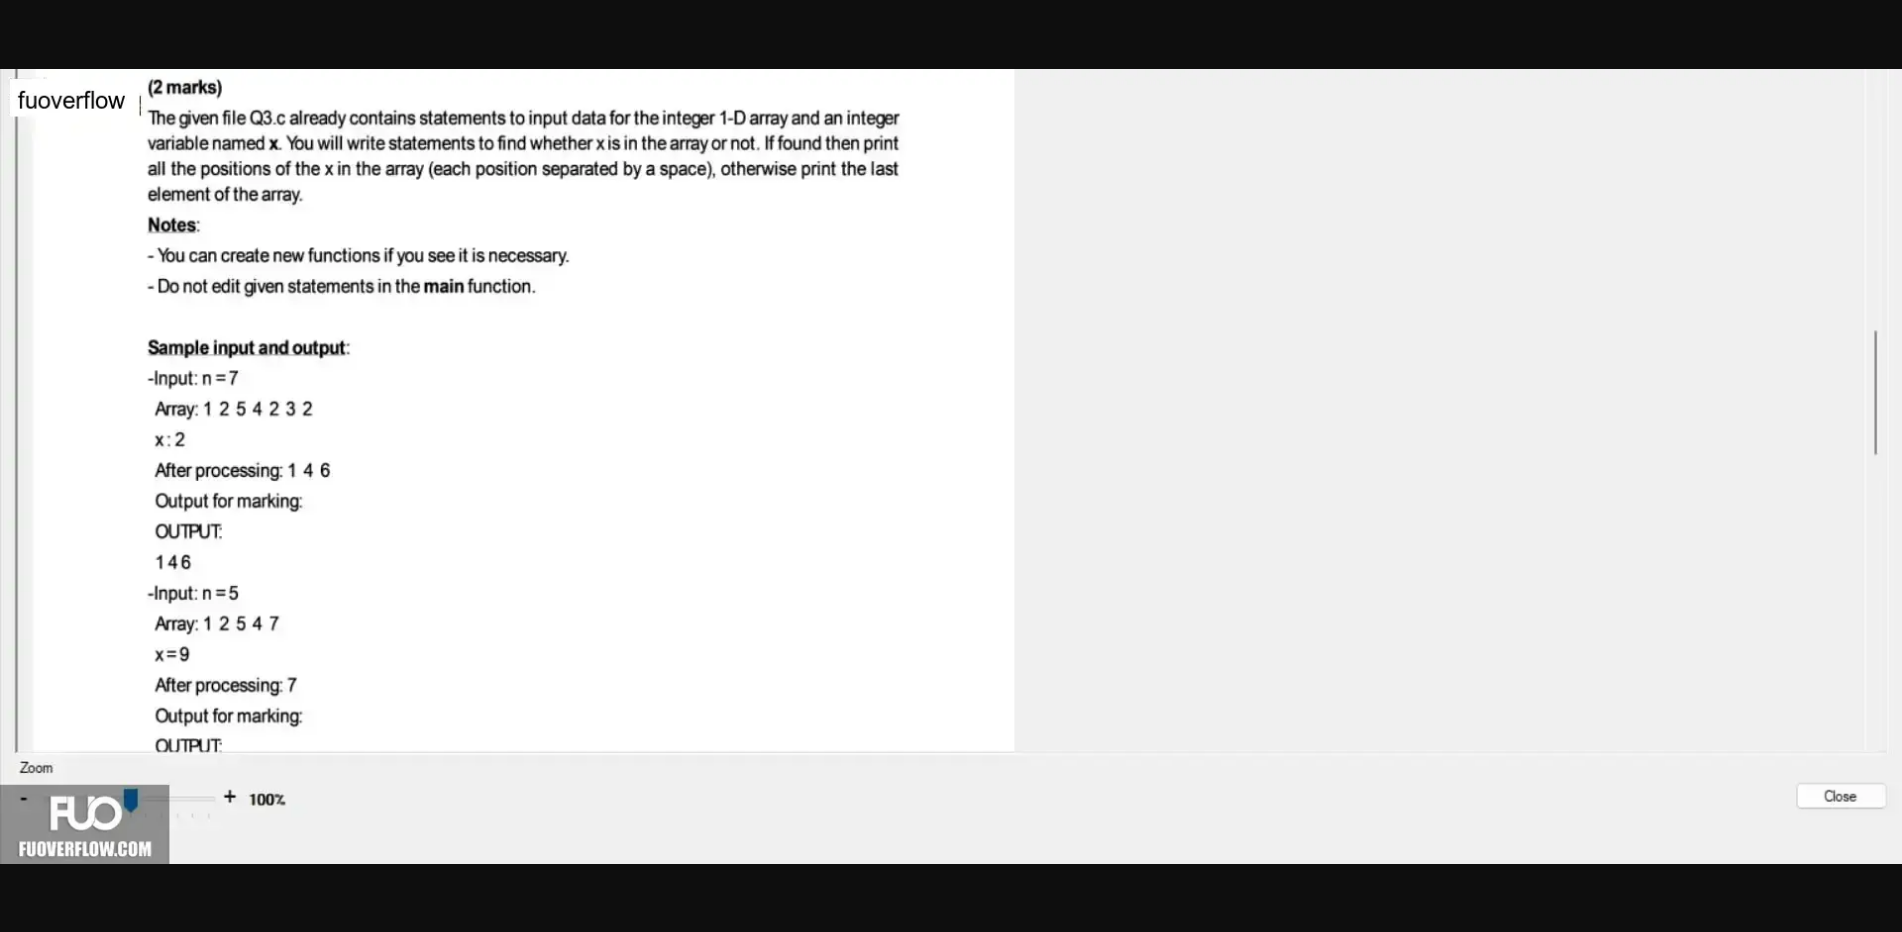 (2 marks)
fuoverflow
The given file Q3.c already contains statements to input data for the integer 1-D array and an integer
variable named x. You will write statements to find whether x is in the array or not. If found then print
all the positions of the x in the array (each position separated by a space), otherwise print the last
element of the array.
Notes:
- You can create new functions if you see it is necessary.
- Do not edit given statements in the main function.
Sample input and output:
-Input: n = 7
Array: 1 2 5 4 2 3 2
x : 2
After processing: 1 4 6
Output for marking:
OUTPUT:
1 4 6
-Input: n = 5
Array: 1 2 5 4 7
x = 9
After processing: 7
Output for marking:
OUTPUT:
Zoom
- + 100%
Close
FUO
FUOVERFLOW.COM